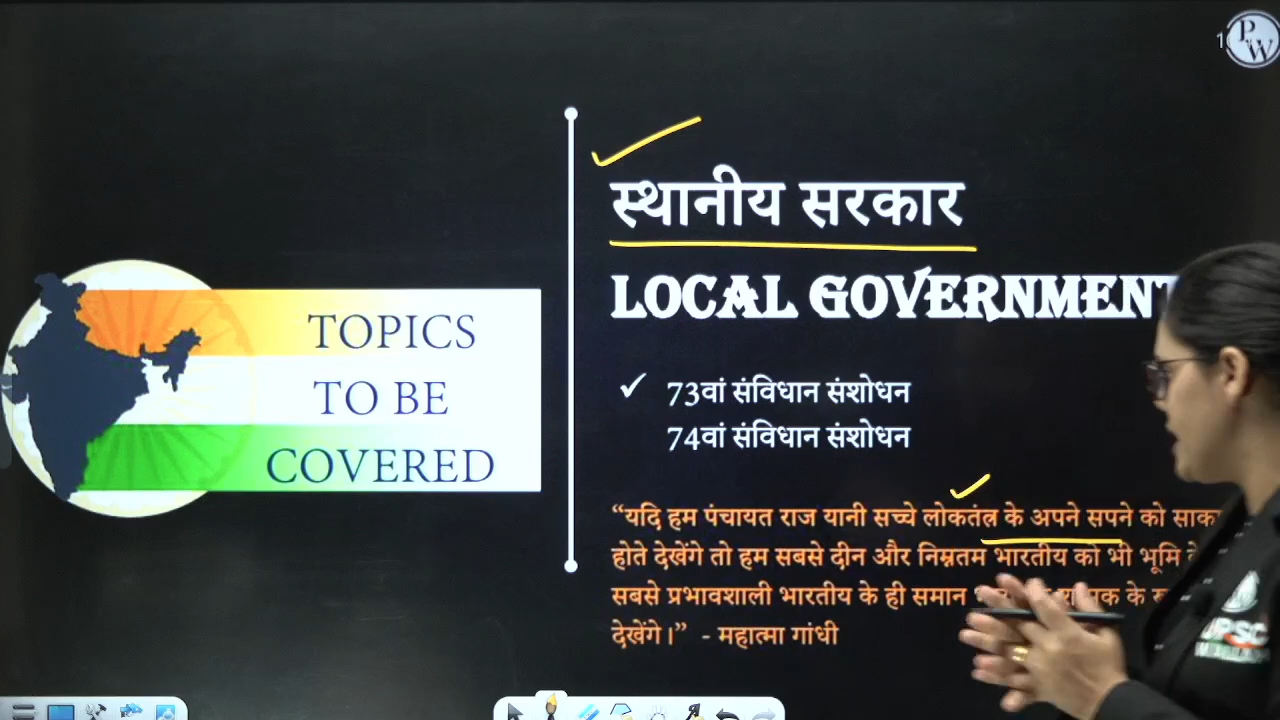 PW
स्थानीय सरकार
LOCAL GOVERNMENT
TOPICS
TO BE
COVERED
73वां संविधान संशोधन
74वां संविधान संशोधन
“यदि हम पंचायत राज यानी सच्चे लोकतंत्र के अपने सपने को
होते देखेंगे तो हम सबसे दीन और निम्नतम भारतीय को भी भूमि
सबसे प्रभावशाली भारतीय के ही समान के
देखेंगे।” - महात्मा गांधी